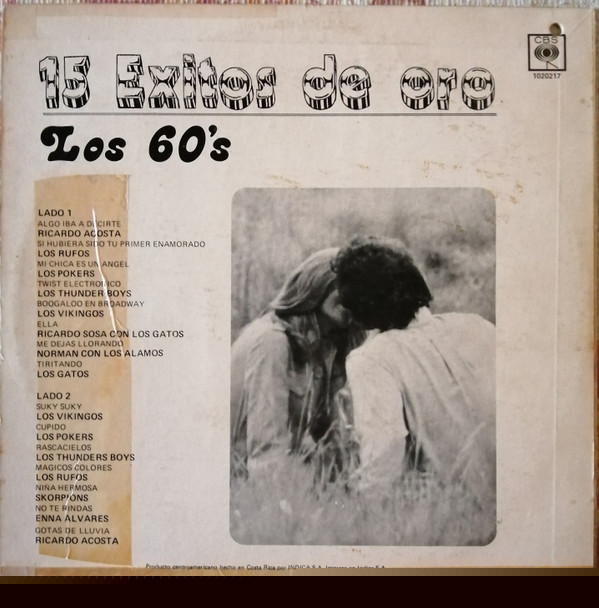 CBS
1020217
15 Exitos de oro
Los 60's
LADO 1
ALGO IBA A DECIRTE
RICARDO ACOSTA
SI HUBIERA SIDO TU PRIMER ENAMORADO
LOS RUFOS
MI CHICA ES UN ANGEL
LOS POKERS
TWIST ELECTRONICO
LOS THUNDER BOYS
BOOGALOO EN BROADWAY
LOS VIKINGOS
ELLA
RICARDO SOSA CON LOS GATOS
ME DEJAS LLORANDO
NORMAN CON LOS ALAMOS
TIRITANDO
LOS GATOS
LADO 2
SUKY SUKY
LOS VIKINGOS
CUPIDO
LOS POKERS
RASCACIELOS
LOS THUNDERS BOYS
MAGICOS COLORES
LOS RUFOS
NIÑA HERMOSA
SKORPIONS
NO TE RINDAS
ENNA ALVARES
GOTAS DE LLUVIA
RICARDO ACOSTA
Producto centroamericano hecho en Costa Rica por INDICA S.A. Impreso en Indica S.A.